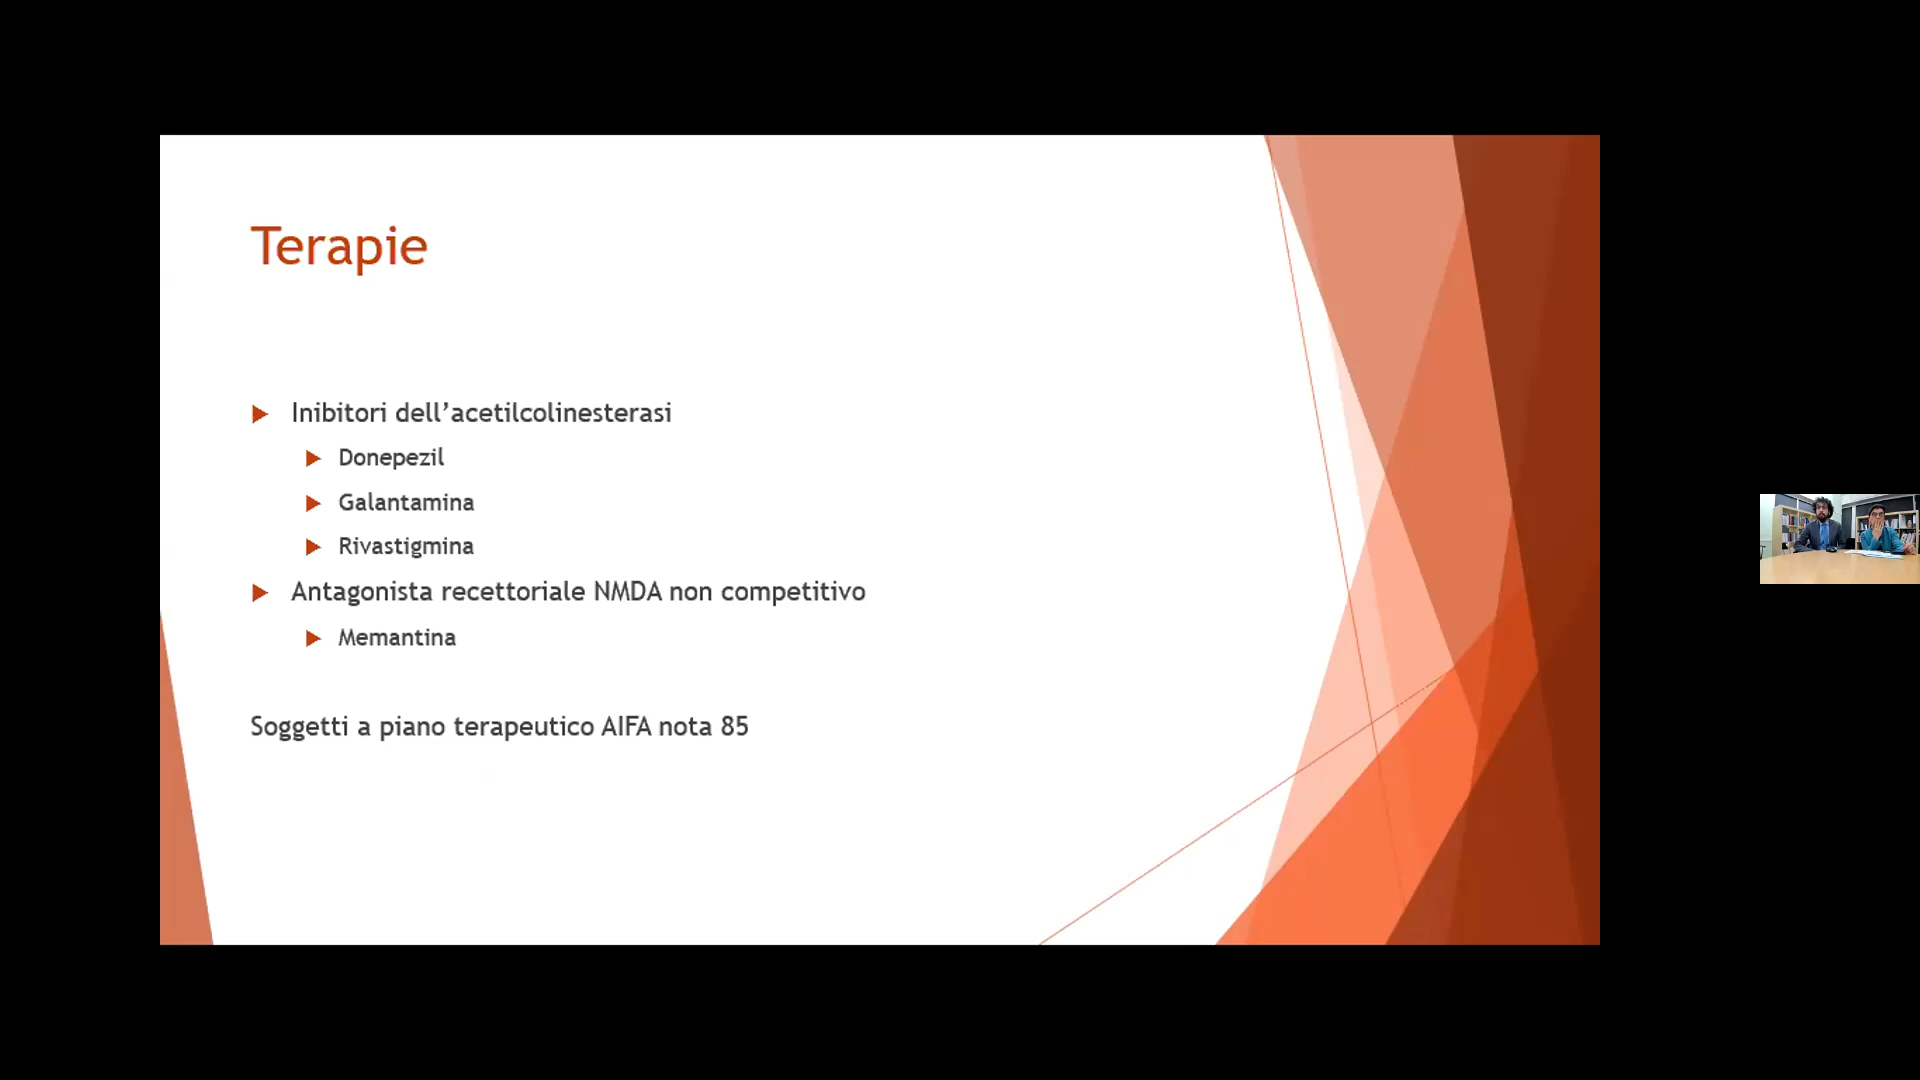 Terapie
Inibitori dell’acetilcolinesterasi
Donepezil
Galantamina
Rivastigmina
Antagonista recettoriale NMDA non competitivo
Memantina
Soggetti a piano terapeutico AIFA nota 85